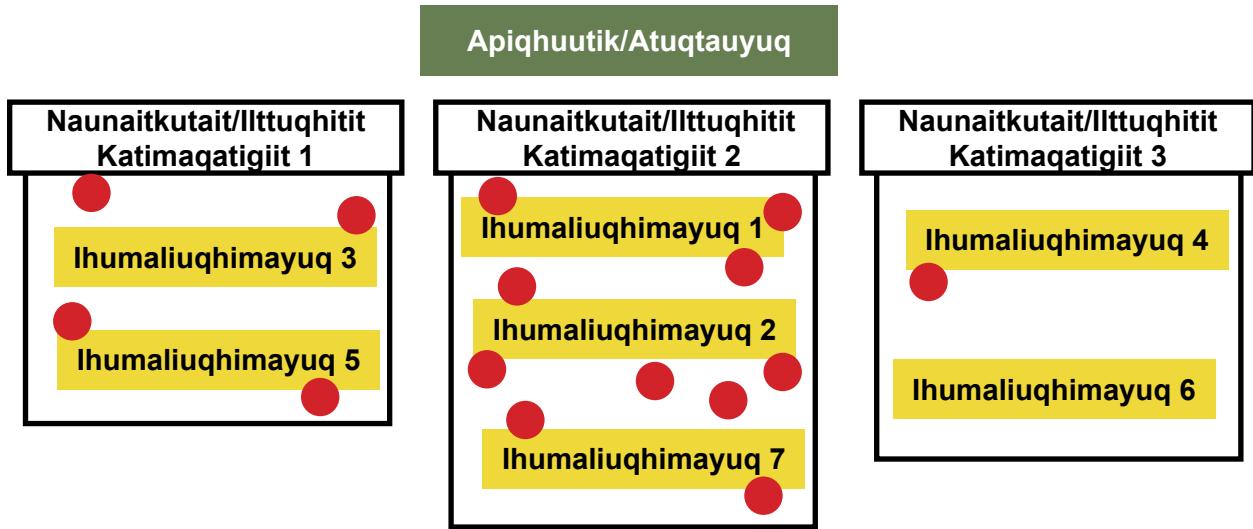 Apiqhuutik/Atuqtauyuq
Naunaitkutait/Ilttuqhitit
Katimaqatigiit 1
Ihumaliuqhimayuq 3
Ihumaliuqhimayuq 5
Naunaitkutait/Ilttuqhitit
Katimaqatigiit 2
Ihumaliuqhimayuq 1
Ihumaliuqhimayuq 2
Ihumaliuqhimayuq 7
Naunaitkutait/Ilttuqhitit
Katimaqatigiit 3
Ihumaliuqhimayuq 4
Ihumaliuqhimayuq 6